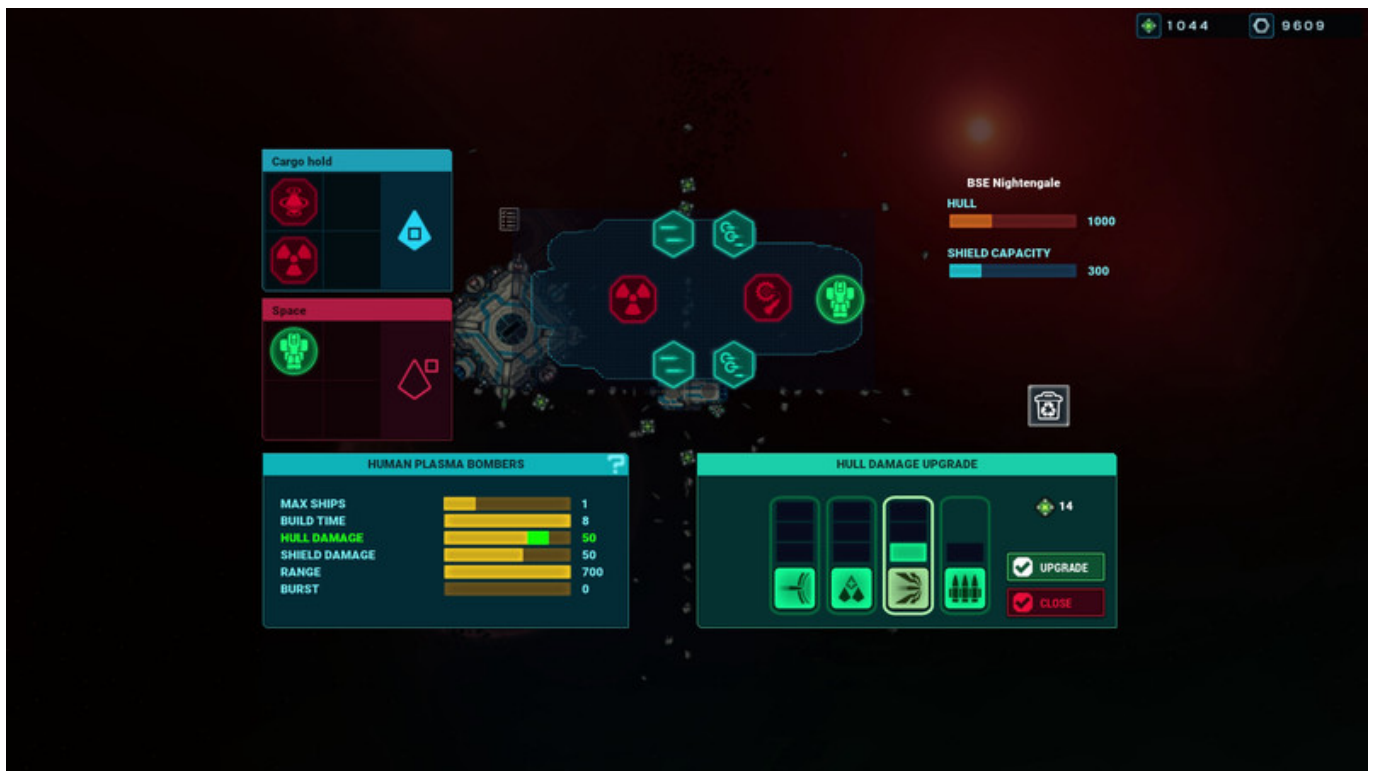 1044 9609
Cargo hold
BSE Nightengale
HULL
1000
SHIELD CAPACITY
300
Space
HUMAN PLASMA BOMBERS ?
MAX SHIPS 1
BUILD TIME 8
HULL DAMAGE 50
SHIELD DAMAGE 50
RANGE 700
BURST 0
HULL DAMAGE UPGRADE
14
UPGRADE
CLOSE